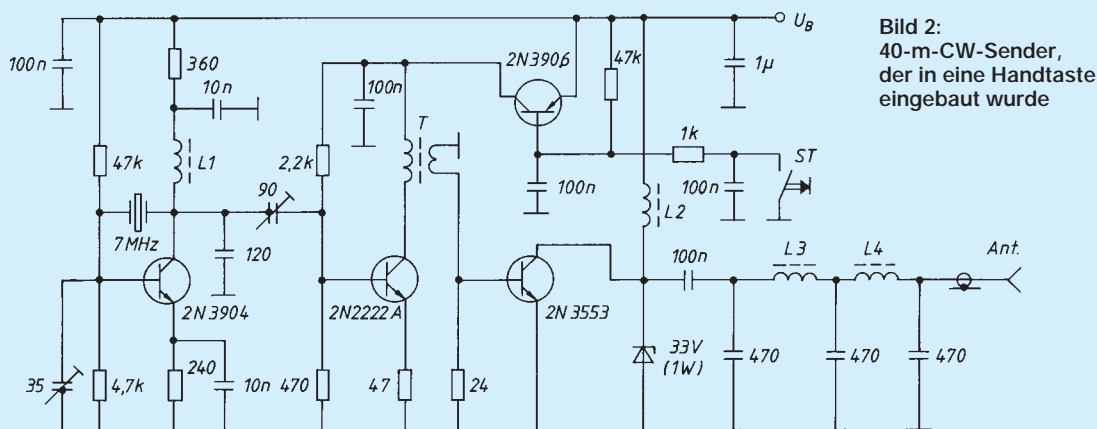 U_B
Bild 2:
40-m-CW-Sender,
der in eine Handtaste
eingebaut wurde
100n
360
10n
2N3906
47k
1µ
100n
T
1k
ST
47k
L1
2,2k
90
100n
100n
L2
7MHz
120
100n
L3
L4
Ant.
2N3904
2N2222A
2N3553
35
4,7k
240
10n
470
47
24
33V
(1W)
470
470
470